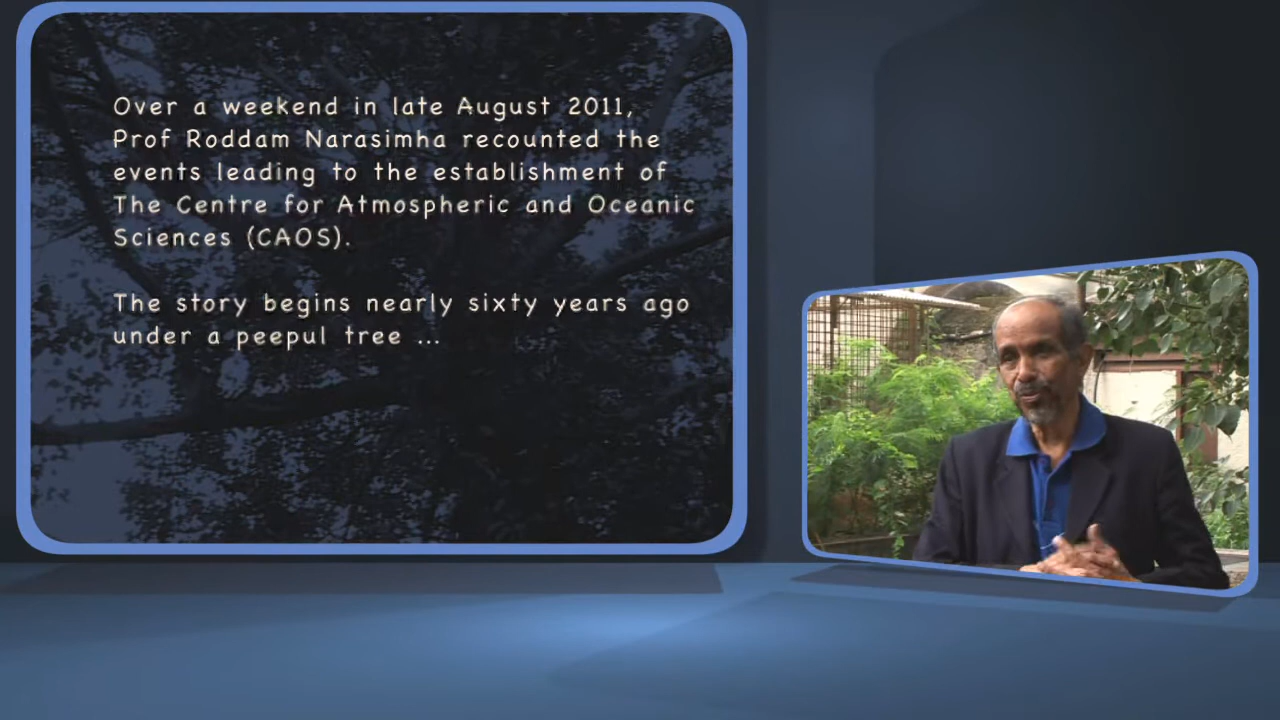 Over a weekend in late August 2011,
Prof Roddam Narasimha recounted the
events leading to the establishment of
The Centre for Atmospheric and Oceanic
Sciences (CAOS).
The story begins nearly sixty years ago
under a peepul tree ...